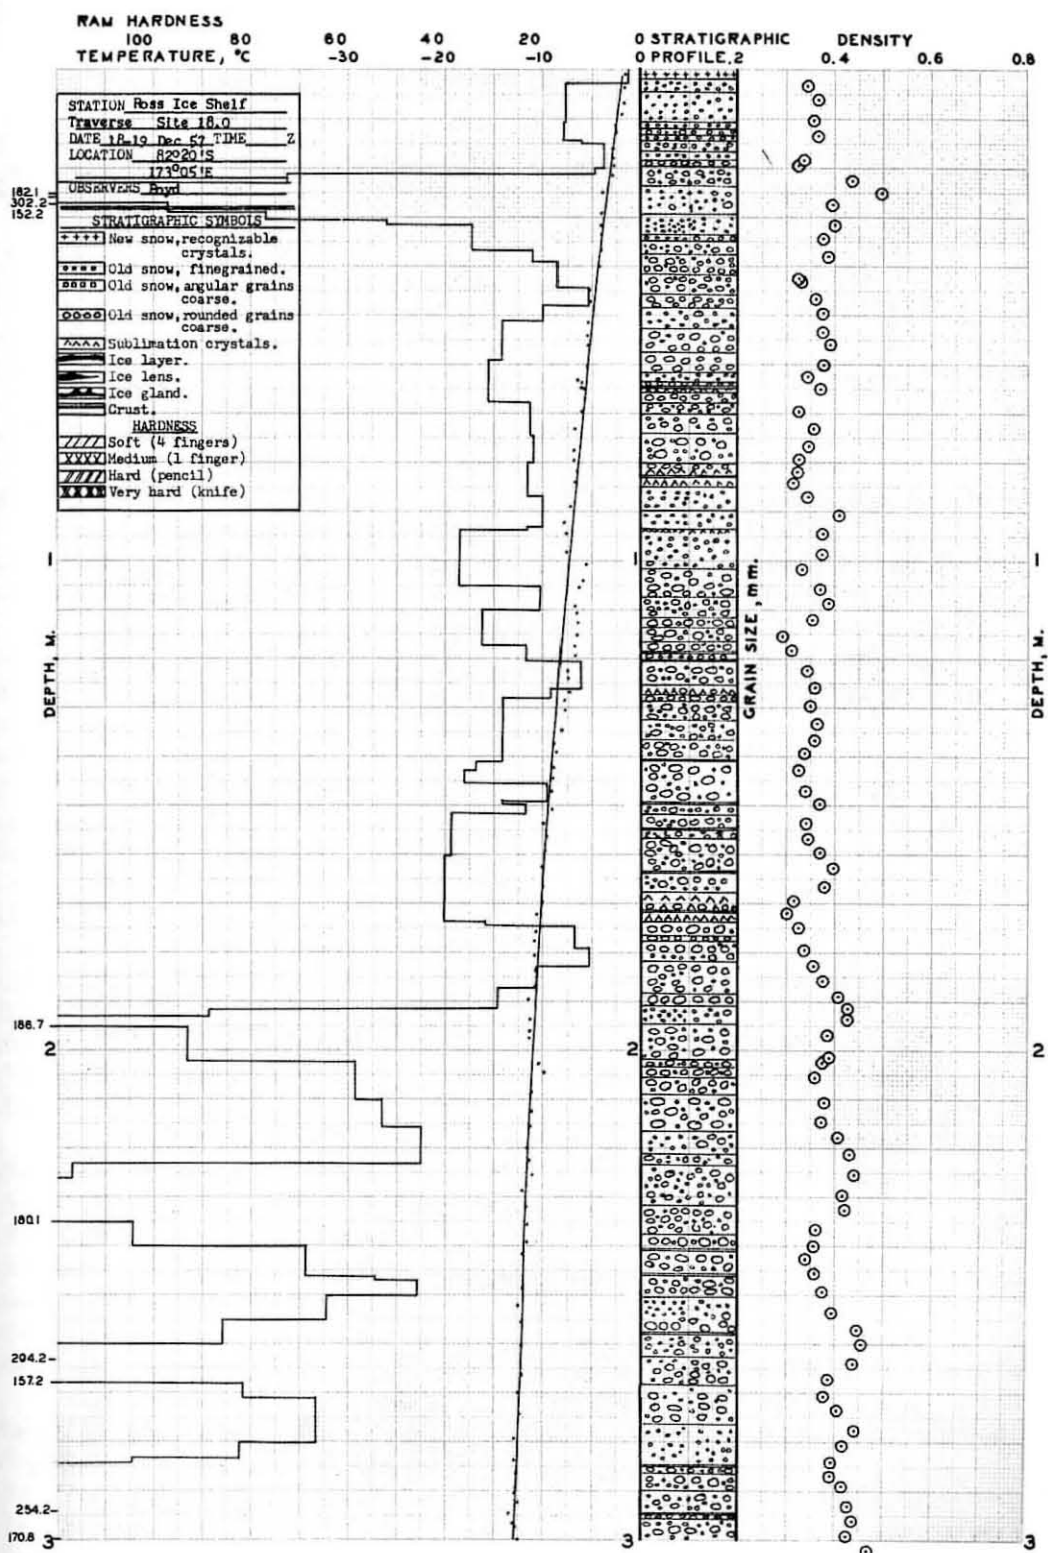 RAM HARDNESS
100 80 60 40 20 0 STRATIGRAPHIC DENSITY
TEMPERATURE, °C -30 -20 -10 0 PROFILE, 2 0.4 0.6 0.8
STATION Ross Ice Shelf
Traverse Site 18.0
DATE 18-19 Dec 57 TIME Z
LOCATION 82°20'S
173°05'E
OBSERVERS Boyd
182.1
302.2
152.2
STRATIGRAPHIC SYMBOLS
New snow, recognizable
crystals.
Old snow, finegrained.
Old snow, angular grains
coarse.
Old snow, rounded grains
coarse.
Sublimation crystals.
Ice layer.
Ice lens.
Ice gland.
Crust.
HARDNESS
Soft (4 fingers)
Medium (1 finger)
Hard (pencil)
Very hard (knife)
1 1 1
DEPTH, M.
GRAIN SIZE, mm.
DEPTH, M.
186.7
2 2 2
180.1
204.2
157.2
254.2
170.8
3 3 3